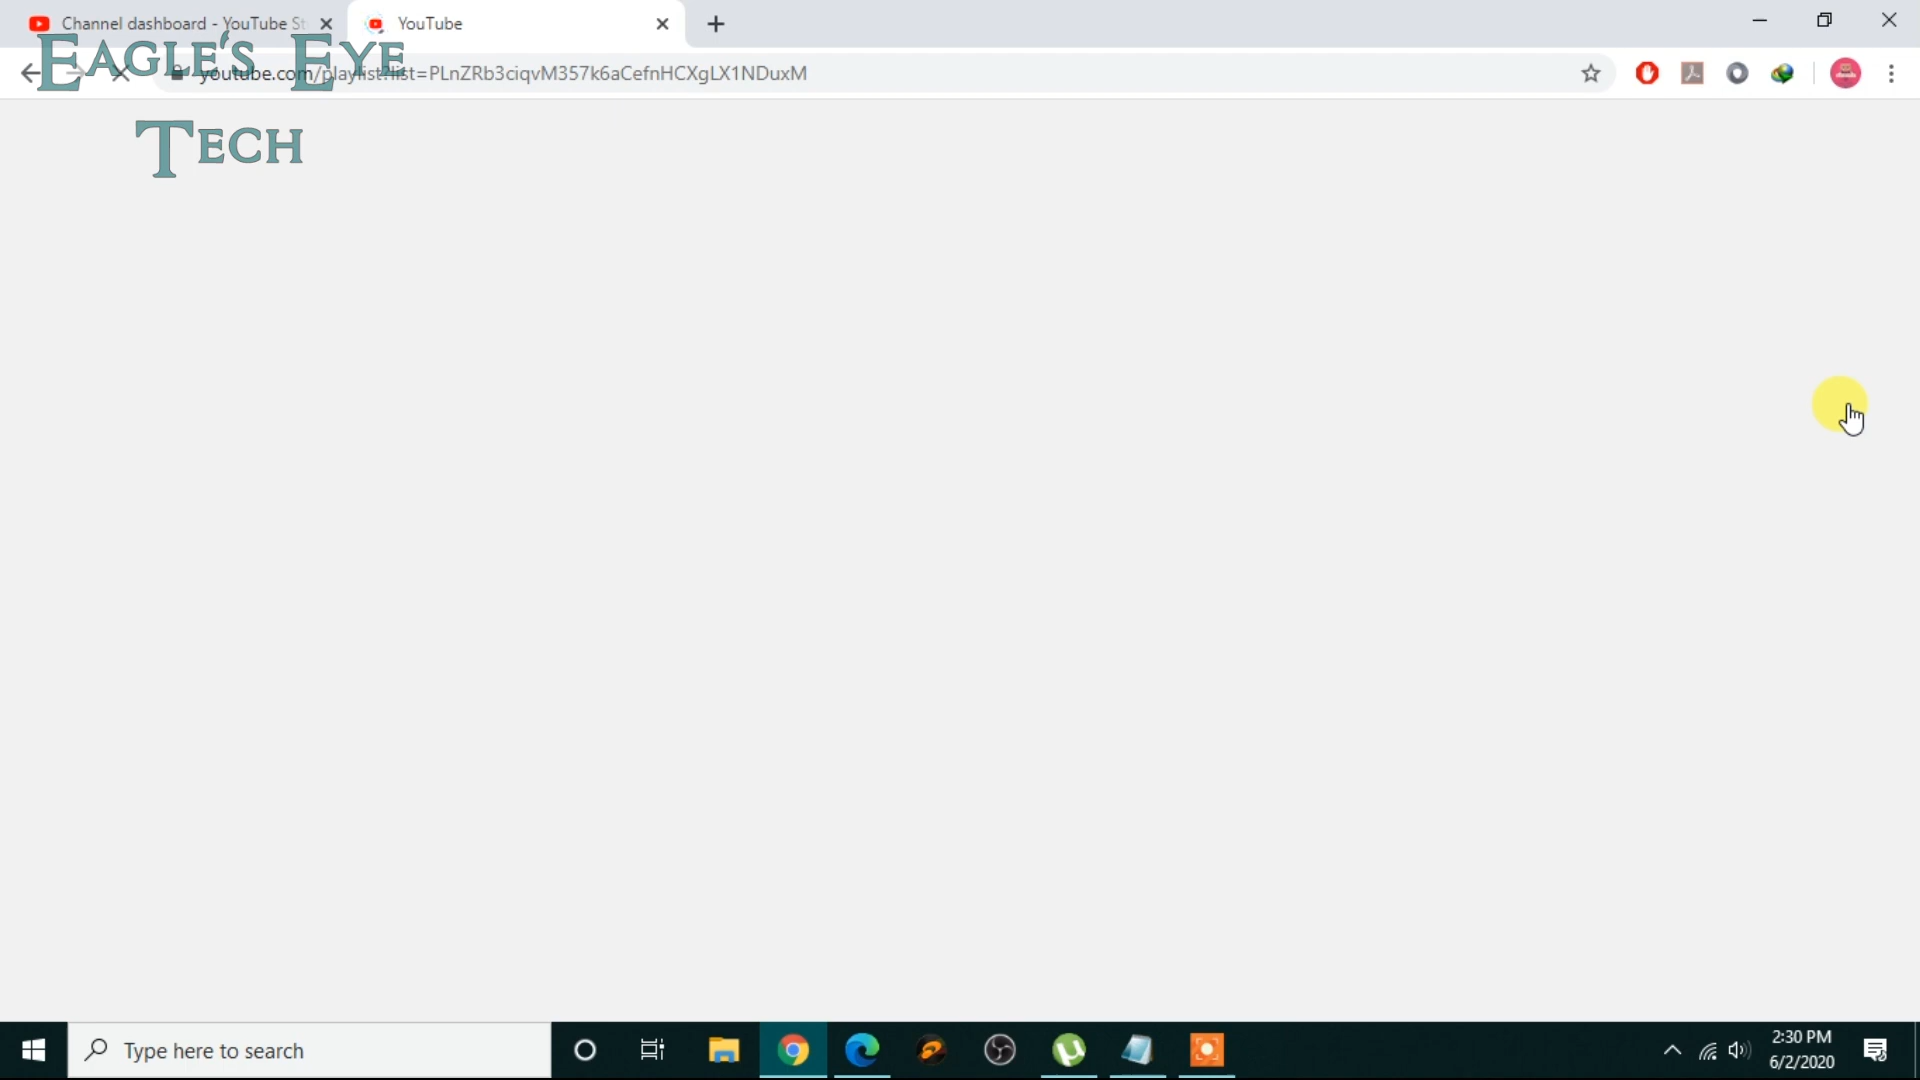 Channel dashboard - YouTube St
YouTube
youtube.com/playlist?list=PLnZRb3ciqvM357k6aCefnHCXgLX1NDuxM
EAGLE'S EYE
TECH
Type here to search
2:30 PM
6/2/2020